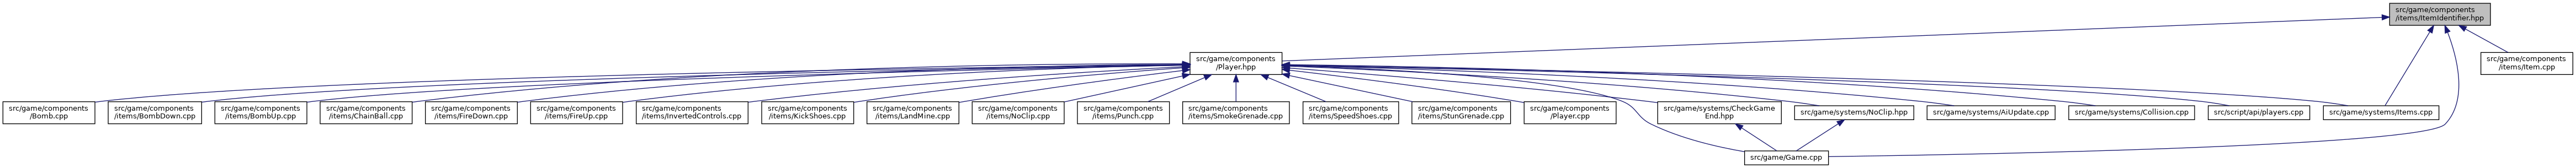 src/game/components
/items/ItemIdentifier.hpp
src/game/components
/Player.hpp
src/game/components
/items/Item.cpp
src/game/components
/Bomb.cpp
src/game/components
/items/BombDown.cpp
src/game/components
/items/BombUp.cpp
src/game/components
/items/ChainBall.cpp
src/game/components
/items/FireDown.cpp
src/game/components
/items/FireUp.cpp
src/game/components
/items/InvertedControls.cpp
src/game/components
/items/KickShoes.cpp
src/game/components
/items/LandMine.cpp
src/game/components
/items/NoClip.cpp
src/game/components
/items/Punch.cpp
src/game/components
/items/SmokeGrenade.cpp
src/game/components
/items/SpeedShoes.cpp
src/game/components
/items/StunGrenade.cpp
src/game/components
/Player.cpp
src/game/systems/CheckGame
End.hpp
src/game/systems/NoClip.hpp
src/game/systems/AiUpdate.cpp
src/game/systems/Collision.cpp
src/script/api/players.cpp
src/game/systems/Items.cpp
src/game/Game.cpp